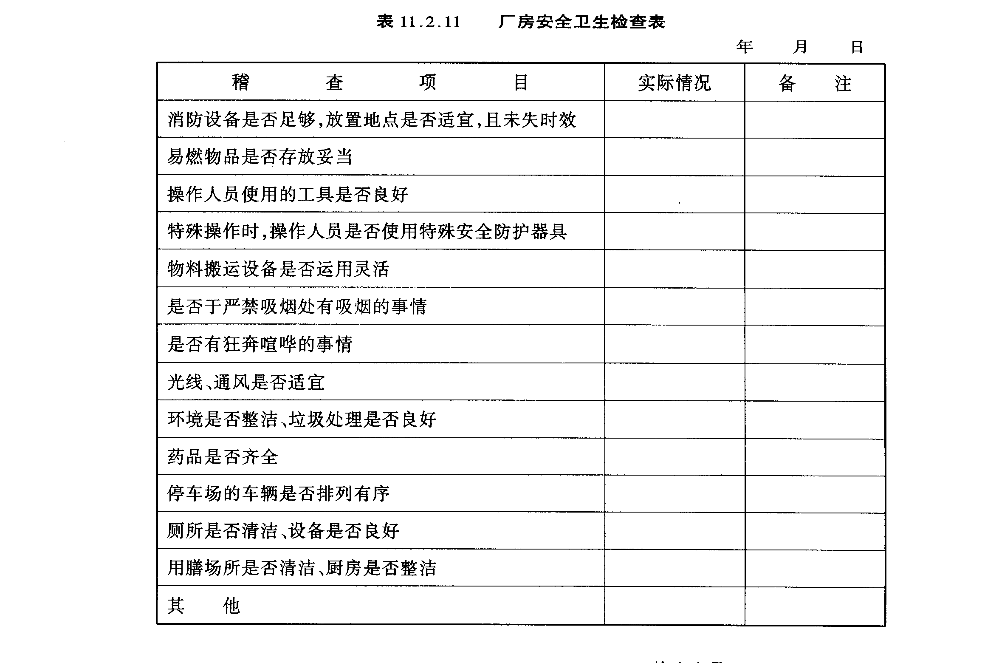 表 11.2.11 厂房安全卫生检查表
年 月 日
稽 查 项 目 实际情况 备 注
消防设备是否足够,放置地点是否适宜,且未失时效
易燃物品是否存放妥当
操作人员使用的工具是否良好
特殊操作时,操作人员是否使用特殊安全防护器具
物料搬运设备是否运用灵活
是否于严禁吸烟处有吸烟的事情
是否有狂奔喧哗的事情
光线、通风是否适宜
环境是否整洁、垃圾处理是否良好
药品是否齐全
停车场的车辆是否排列有序
厕所是否清洁、设备是否良好
用膳场所是否清洁、厨房是否整洁
其 他